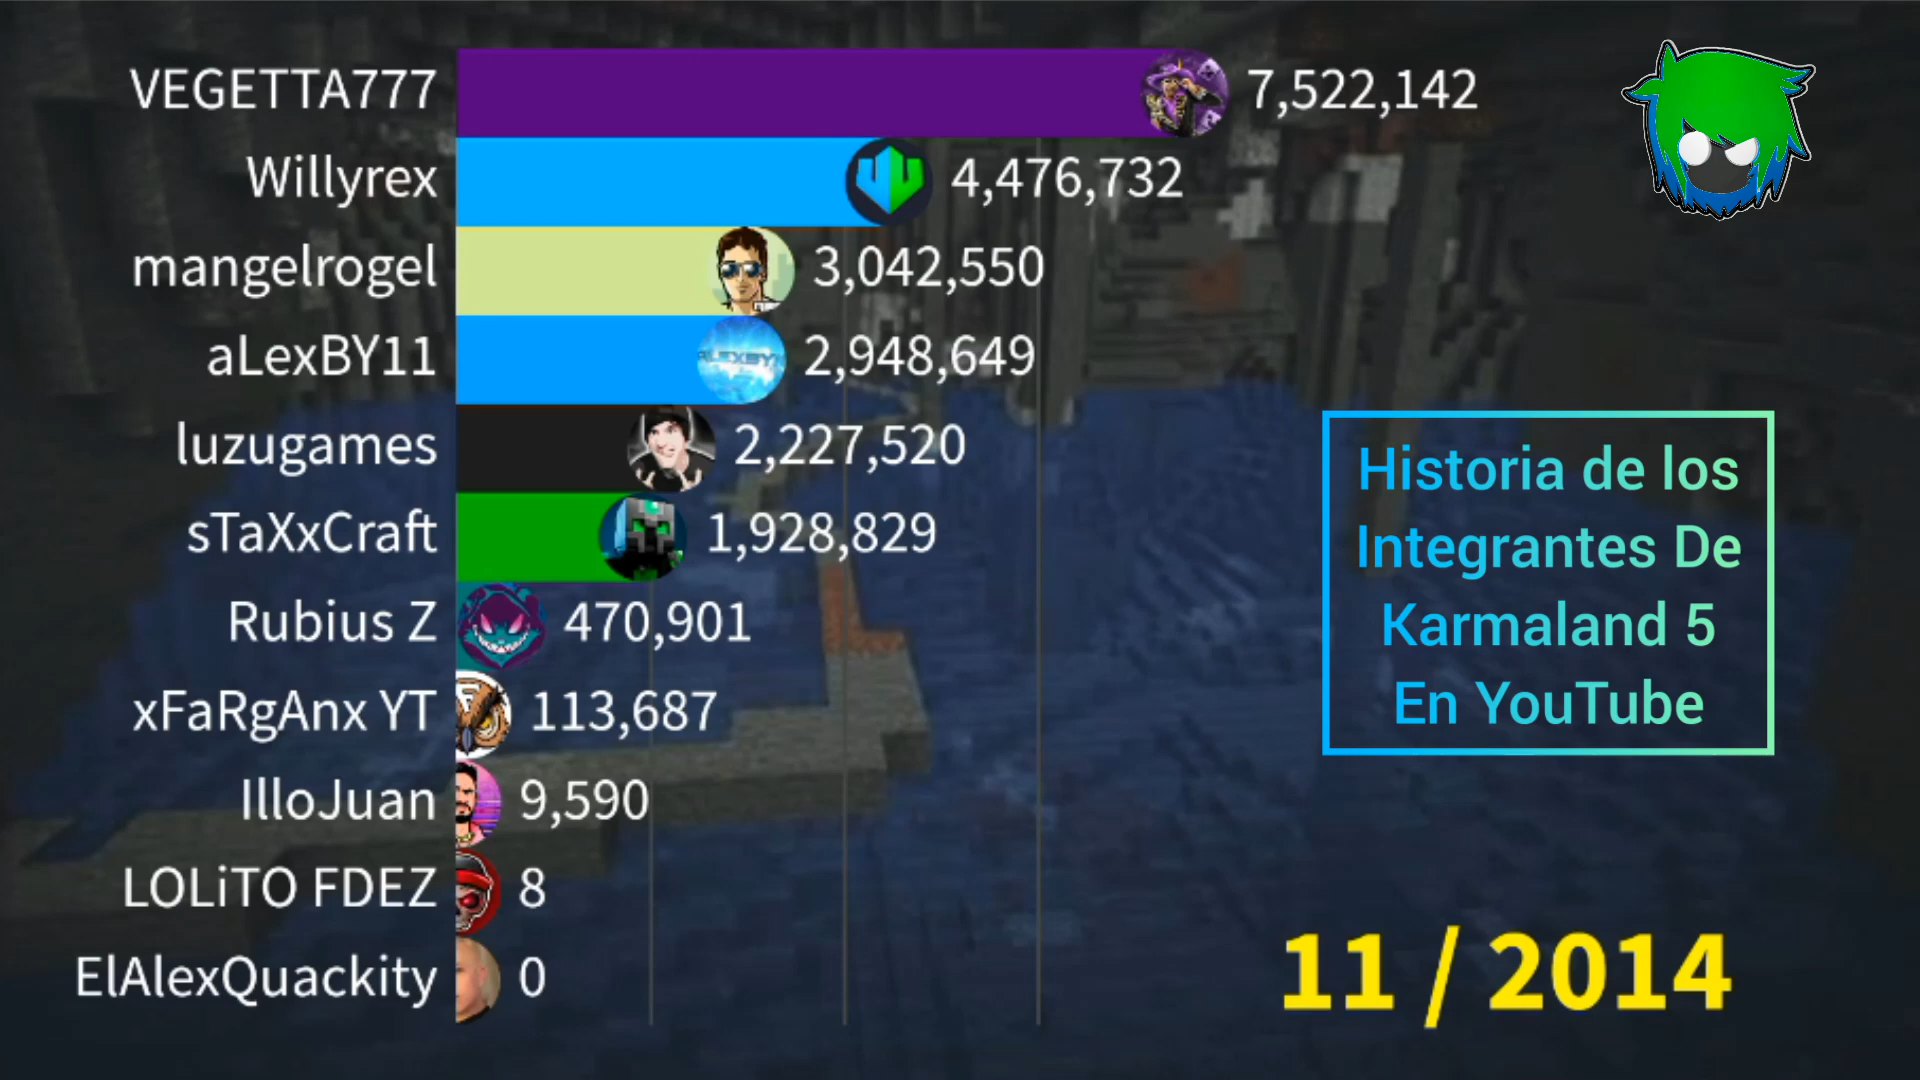 VEGETTA777 7,522,142
Willyrex 4,476,732
mangelrogel 3,042,550
aLexBY11 2,948,649
luzugames 2,227,520
sTaXxCraft 1,928,829
Rubius Z 470,901
xFaRgAnx YT 113,687
IlloJuan 9,590
LOLiTO FDEZ 8
ElAlexQuackity 0
Historia de los
Integrantes De
Karmaland 5
En YouTube
11 / 2014